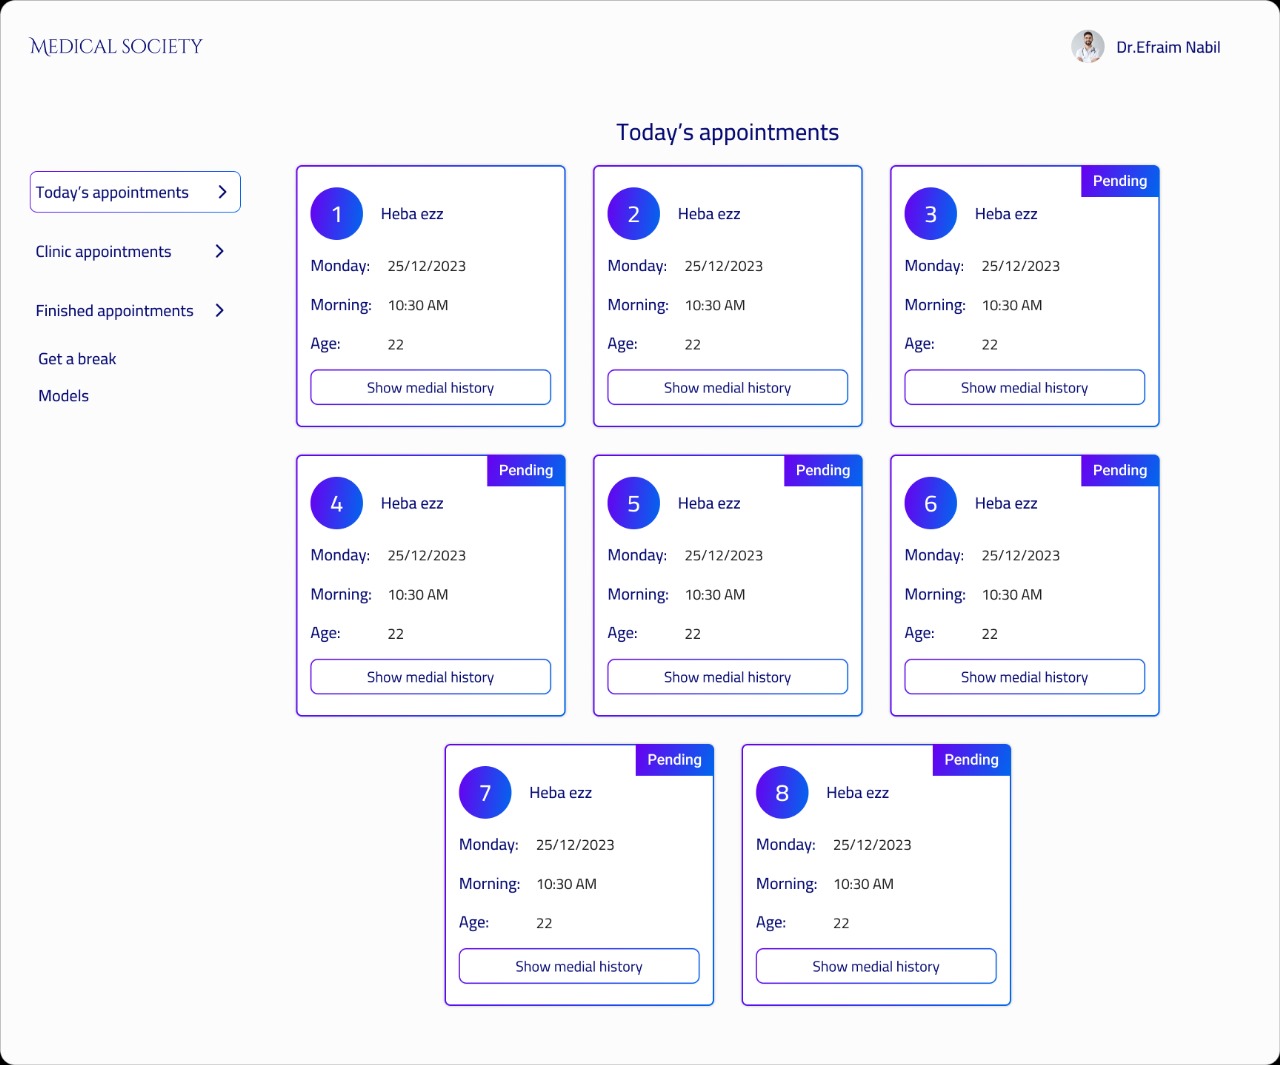 MEDICAL SOCIETY
Dr.Efraim Nabil
Today's appointments
Today's appointments
Clinic appointments
Finished appointments
Get a break
Models
1
Heba ezz
Monday: 25/12/2023
Morning: 10:30 AM
Age: 22
Show medial history
2
Heba ezz
Monday: 25/12/2023
Morning: 10:30 AM
Age: 22
Show medial history
Pending
3
Heba ezz
Monday: 25/12/2023
Morning: 10:30 AM
Age: 22
Show medial history
Pending
4
Heba ezz
Monday: 25/12/2023
Morning: 10:30 AM
Age: 22
Show medial history
Pending
5
Heba ezz
Monday: 25/12/2023
Morning: 10:30 AM
Age: 22
Show medial history
Pending
6
Heba ezz
Monday: 25/12/2023
Morning: 10:30 AM
Age: 22
Show medial history
Pending
7
Heba ezz
Monday: 25/12/2023
Morning: 10:30 AM
Age: 22
Show medial history
Pending
8
Heba ezz
Monday: 25/12/2023
Morning: 10:30 AM
Age: 22
Show medial history